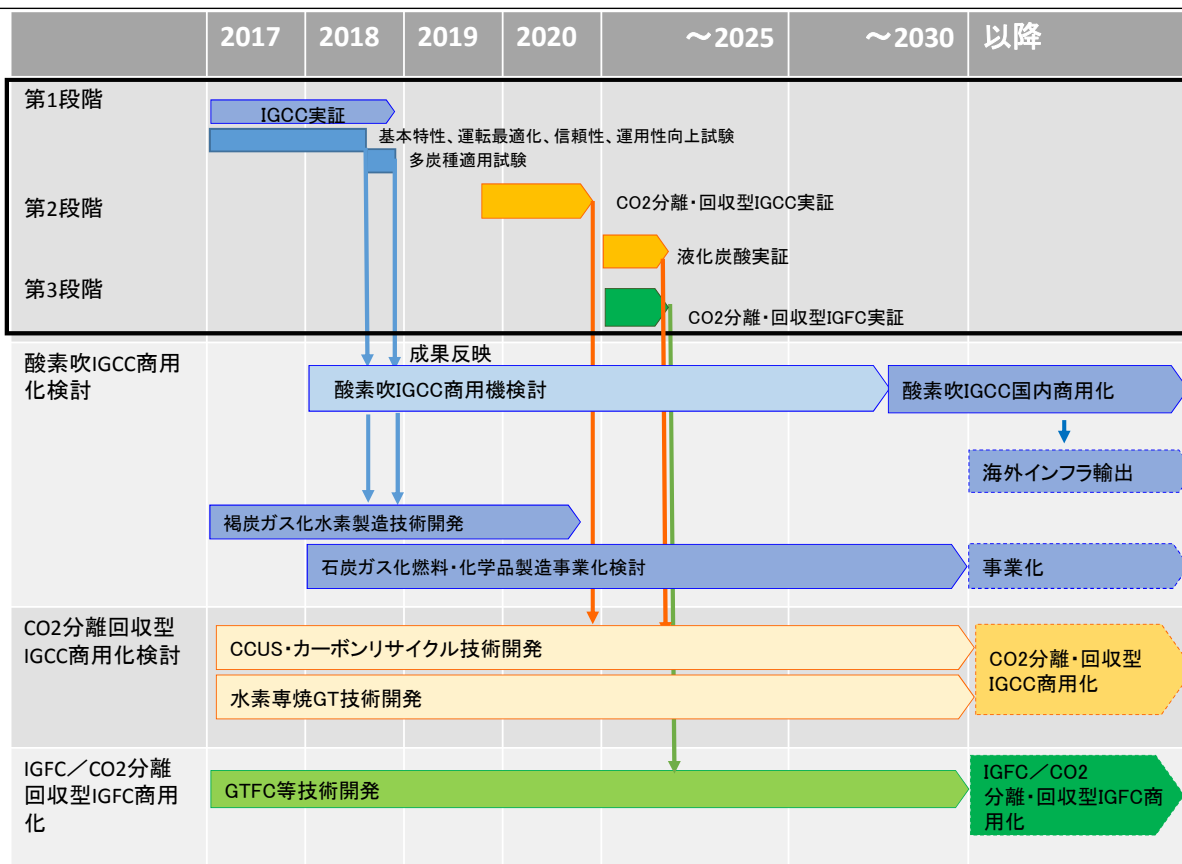 2017 2018 2019 2020 ～2025 ～2030 以降
第1段階
IGCC実証
基本特性、運転最適化、信頼性、運用性向上試験
多炭種適用試験
第2段階
CO2分離・回収型IGCC実証
液化炭酸実証
第3段階
CO2分離・回収型IGFC実証
酸素吹IGCC商用
化検討
成果反映
酸素吹IGCC商用機検討
酸素吹IGCC国内商用化
海外インフラ輸出
褐炭ガス化水素製造技術開発
石炭ガス化燃料・化学品製造事業化検討
事業化
CO2分離回収型
IGCC商用化検討
CCUS・カーボンリサイクル技術開発
水素専焼GT技術開発
CO2分離・回収型
IGCC商用化
IGFC／CO2分離
回収型IGFC商用
化
GTFC等技術開発
IGFC／CO2
分離・回収型IGFC商
用化